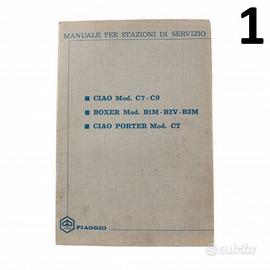 1
MANUALE PER STAZIONI DI SERVIZIO
CIAO Mod. C7 - C9
BOXER Mod. B1M - B2V - B3M
CIAO PORTER Mod. CT
PIAGGIO
subito